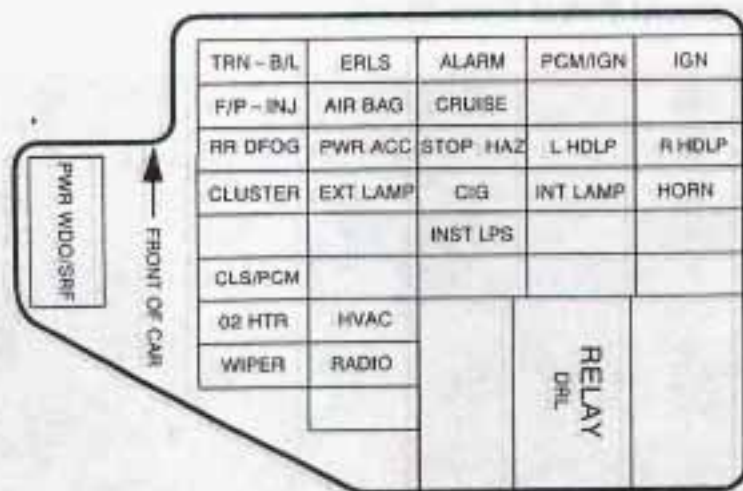 TRN-B/L ERLS ALARM PCM/IGN IGN
F/P-INJ AIR BAG CRUISE
RR DFOG PWR ACC STOP HAZ L HDLP R HDLP
CLUSTER EXT LAMP CIG INT LAMP HORN
INST LPS
CLS/PCM
02 HTR HVAC
WIPER RADIO
PWR WDO/SRF
FRONT OF CAR
RELAY
DRL